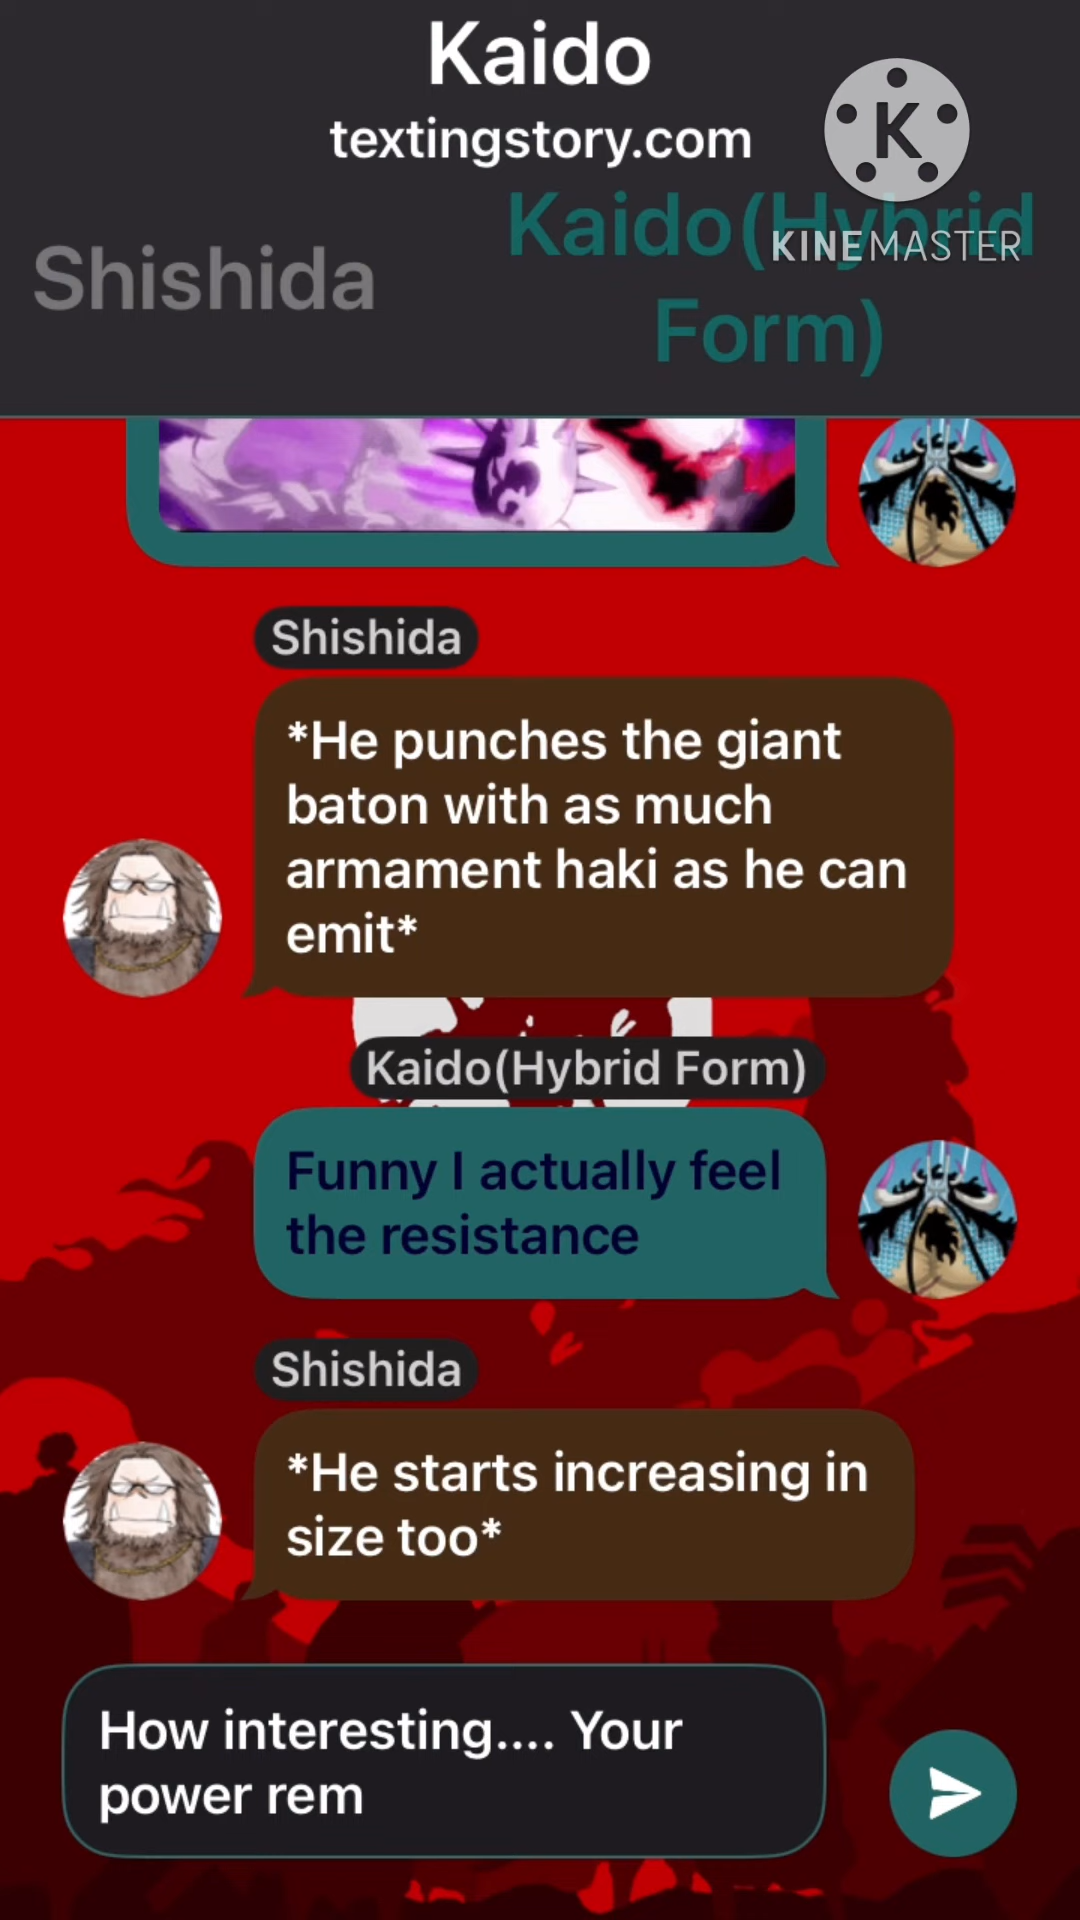 Kaido
textingstory.com
K
KINEMASTER
Shishida
Kaido(Hybrid
Form)
Shishida
*He punches the giant
baton with as much
armament haki as he can
emit*
Kaido(Hybrid Form)
Funny I actually feel
the resistance
Shishida
*He starts increasing in
size too*
How interesting.... Your
power rem